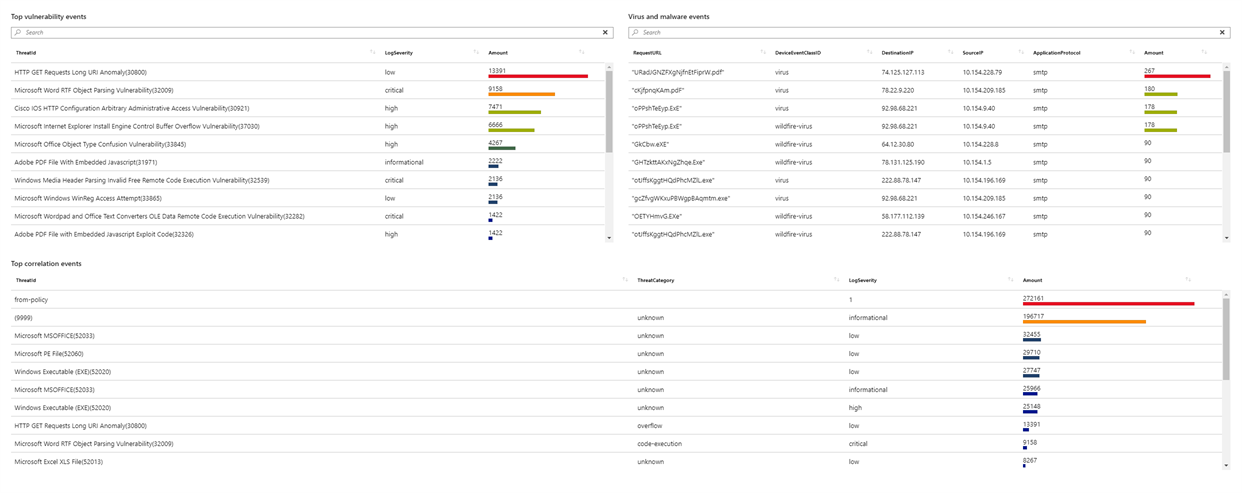 Top vulnerability events
Search
ThreatId LogSeverity Amount
HTTP GET Requests Long URI Anomaly(30800) low 13391
Microsoft Word RTF Object Parsing Vulnerability(32009) critical 9158
Cisco IOS HTTP Configuration Arbitrary Administrative Access Vulnerability(30921) high 7471
Microsoft Internet Explorer Install Engine Control Buffer Overflow Vulnerability(37030) high 6666
Microsoft Office Object Type Confusion Vulnerability(33845) high 4267
Adobe PDF File With Embedded Javascript(31971) informational 2222
Windows Media Header Parsing Invalid Free Remote Code Execution Vulnerability(32539) critical 2136
Microsoft Windows WinReg Access Attempt(33865) low 2136
Microsoft Wordpad and Office Text Converters OLE Data Remote Code Execution Vulnerability(32282) critical 1422
Adobe PDF File with Embedded Javascript Exploit Code(32326) high 1422
Virus and malware events
Search
RequestURL DeviceEventClassID DestinationIP SourceIP ApplicationProtocol Amount
"URadJGNZFXgNjfnEtFiprW.pdf" virus 74.125.127.113 10.154.228.79 smtp 267
"cKjfpnqKAm.pdF" virus 78.22.9.220 10.154.209.185 smtp 180
"oPPshTeEyp.ExE" virus 92.98.68.221 10.154.9.40 smtp 178
"oPPshTeEyp.ExE" wildfire-virus 92.98.68.221 10.154.9.40 smtp 178
"GkCbw.eXE" wildfire-virus 64.12.30.80 10.154.228.8 smtp 90
"GHTzkttAKxNgZhqe.Exe" wildfire-virus 78.131.125.190 10.154.1.5 smtp 90
"otJffsKggtHQdPhcMZlL.exe" virus 222.88.78.147 10.154.196.169 smtp 90
"gcZfvgWKxuPBWgpBAqmtm.exe" virus 92.98.68.221 10.154.209.185 smtp 90
"OETYHmvG.EXe" wildfire-virus 58.177.112.139 10.154.246.167 smtp 90
"otJffsKggtHQdPhcMZlL.exe" wildfire-virus 222.88.78.147 10.154.196.169 smtp 90
Top correlation events
ThreatId ThreatCategory LogSeverity Amount
from-policy 1 272161
(9999) unknown informational 196717
Microsoft MSOFFICE(52033) unknown low 32455
Microsoft PE File(52060) unknown low 29710
Windows Executable (EXE)(52020) unknown low 27747
Microsoft MSOFFICE(52033) unknown informational 25966
Windows Executable (EXE)(52020) unknown high 25148
HTTP GET Requests Long URI Anomaly(30800) overflow low 13391
Microsoft Word RTF Object Parsing Vulnerability(32009) code-execution critical 9158
Microsoft Excel XLS File(52013) unknown low 8267